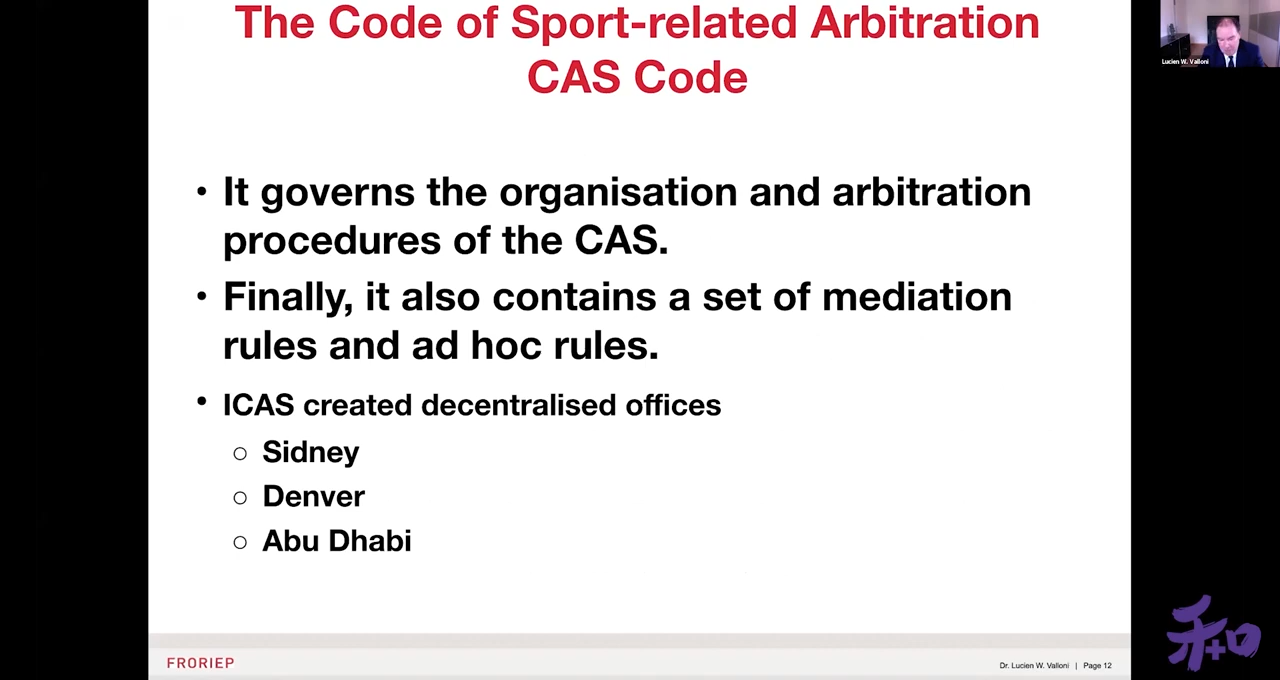 The Code of Sport-related Arbitration
CAS Code
• It governs the organisation and arbitration
procedures of the CAS.
• Finally, it also contains a set of mediation
rules and ad hoc rules.
• ICAS created decentralised offices
○ Sidney
○ Denver
○ Abu Dhabi
FRORIEP
Dr. Lucien W. Valloni | Page 12
Lucien W. Valloni
和